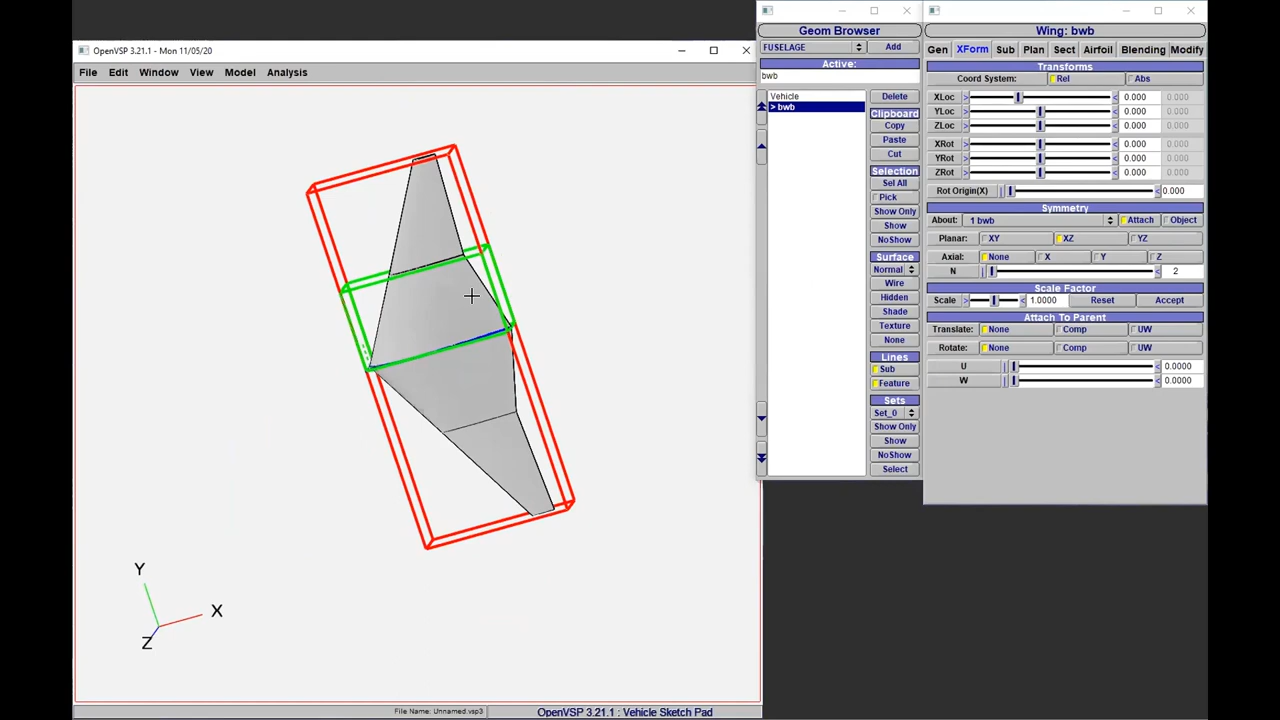 OpenVSP 3.21.1 - Mon 11/05/20
File Edit Window View Model Analysis
Y
X
Z
File Name: Unnamed.vsp3
OpenVSP 3.21.1 : Vehicle Sketch Pad
Geom Browser
FUSELAGE Add
Active:
bwb
Vehicle
> bwb
Delete
Clipboard
Copy
Paste
Cut
Selection
Sel All
Pick
Show Only
Show
NoShow
Surface
Normal
Wire
Hidden
Shade
Texture
None
Lines
Sub
Feature
Sets
Set_0
Show Only
Show
NoShow
Select
Wing: bwb
Gen XForm Sub Plan Sect Airfoil Blending Modify
Transforms
Coord System: Rel Abs
XLoc > < 0.000 0.000
YLoc > < 0.000 0.000
ZLoc > < 0.000 0.000
XRot > < 0.000 0.000
YRot > < 0.000 0.000
ZRot > < 0.000 0.000
Rot Origin(X) | < 0.000
Symmetry
About: 1 bwb Attach Object
Planar: XY XZ YZ
Axial: None X Y Z
N | < 2
Scale Factor
Scale > < 1.0000 Reset Accept
Attach To Parent
Translate: None Comp UW
Rotate: None Comp UW
U | < 0.0000
W | < 0.0000